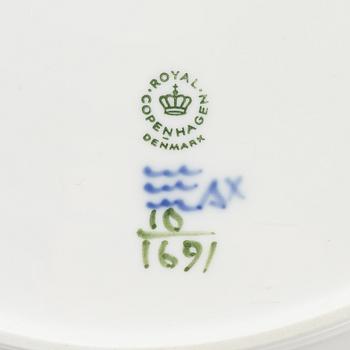 ROYAL
COPENHAGEN
DENMARK
AX
10
1691